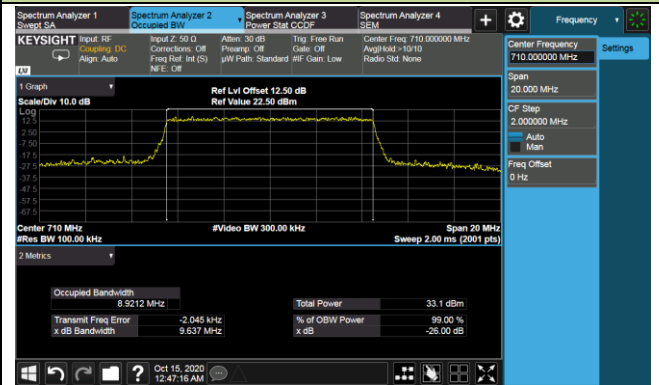 Spectrum Analyzer 1
Swept SA
Spectrum Analyzer 2
Occupied BW
Spectrum Analyzer 3
Power Stat CCDF
Spectrum Analyzer 4
SEM
+
Frequency
KEYSIGHT
Input: RF
Coupling: DC
Align: Auto
Input Z: 50 Ω
Corrections: Off
Freq Ref: Int (S)
NFE: Off
Atten: 30 dB
Preamp: Off
µW Path: Standard
Trig: Free Run
Gate: Off
#IF Gain: Low
Center Freq: 710.000000 MHz
Avg|Hold:>10/10
Radio Std: None
LXI
Center Frequency
710.000000 MHz
Settings
Span
20.000 MHz
CF Step
2.000000 MHz
Auto
Man
Freq Offset
0 Hz
1 Graph
Scale/Div 10.0 dB
Ref Lvl Offset 12.50 dB
Ref Value 22.50 dBm
Log
12.5
2.50
-7.50
-17.5
-27.5
-37.5
-47.5
-57.5
-67.5
Center 710 MHz
#Res BW 100.00 kHz
#Video BW 300.00 kHz
Span 20 MHz
Sweep 2.00 ms (2001 pts)
2 Metrics
Occupied Bandwidth
8.9212 MHz
Total Power 33.1 dBm
Transmit Freq Error -2.045 kHz
% of OBW Power 99.00 %
x dB Bandwidth 9.637 MHz
x dB -26.00 dB
?
Oct 15, 2020
12:47:16 AM